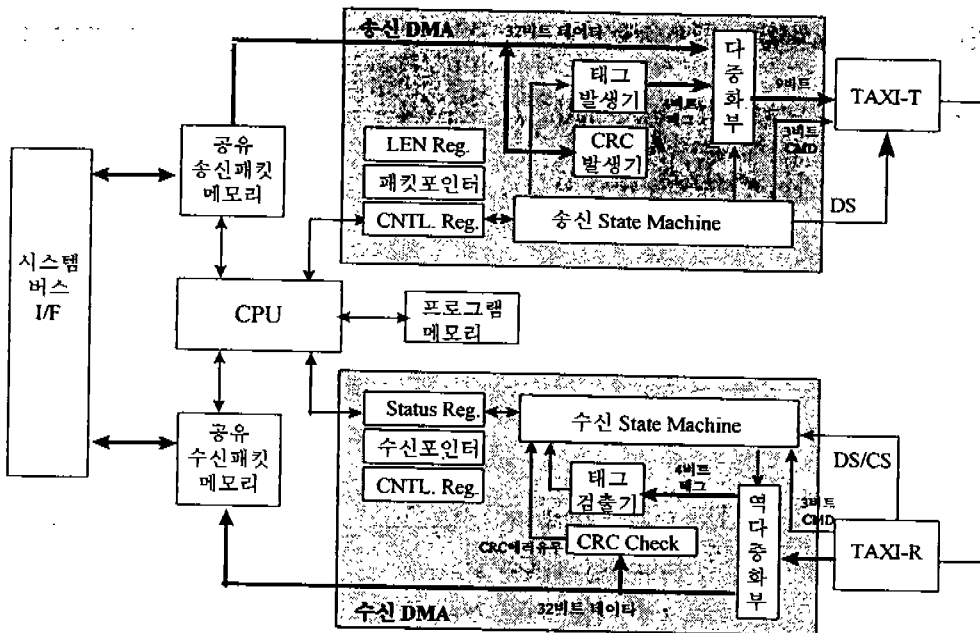 송신 DMA
32비트 데이타
다
중
화
부
태그
발생기
4비트
태그
9비트
TAXI-T
3비트
CMD
LEN Reg.
CRC
발생기
패킷포인터
CNTL. Reg.
송신 State Machine
DS
공유
송신패킷
메모리
시스템
버스
I/F
CPU
프로그램
메모리
공유
수신패킷
메모리
Status Reg.
수신 State Machine
수신포인터
CNTL. Reg.
태그
검출기
4비트
태그
DS/CS
3비트
CMD
역
다
중
화
부
CRC에러유무
CRC Check
TAXI-R
32비트 데이타
수신 DMA